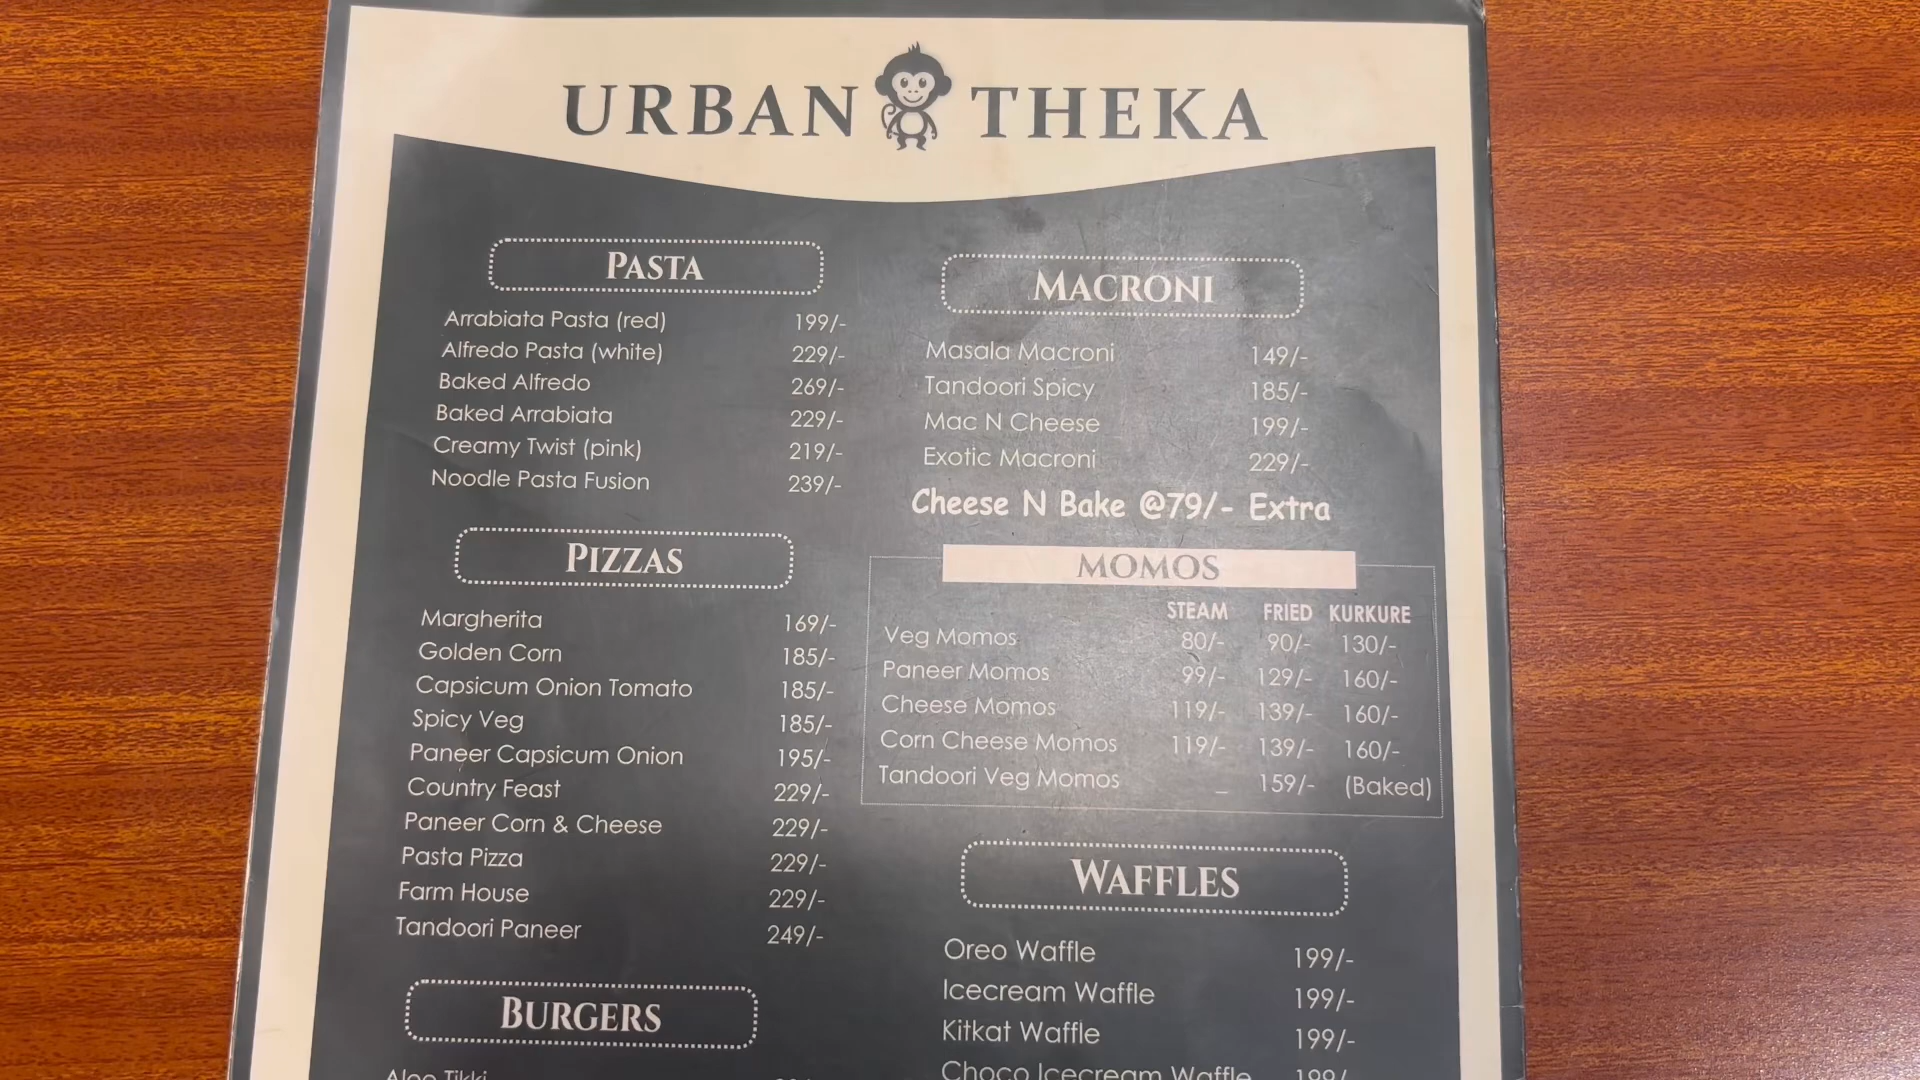 URBAN THEKA
PASTA
Arrabiata Pasta (red) 199/-
Alfredo Pasta (white) 229/-
Baked Alfredo 269/-
Baked Arrabiata 229/-
Creamy Twist (pink) 219/-
Noodle Pasta Fusion 239/-
PIZZAS
Margherita 169/-
Golden Corn 185/-
Capsicum Onion Tomato 185/-
Spicy Veg 185/-
Paneer Capsicum Onion 195/-
Country Feast 229/-
Paneer Corn & Cheese 229/-
Pasta Pizza 229/-
Farm House 229/-
Tandoori Paneer 249/-
BURGERS
Aloo Tikki
MACRONI
Masala Macroni 149/-
Tandoori Spicy 185/-
Mac N Cheese 199/-
Exotic Macroni 229/-
Cheese N Bake @79/- Extra
MOMOS
STEAM FRIED KURKURE
Veg Momos 80/- 90/- 130/-
Paneer Momos 99/- 129/- 160/-
Cheese Momos 119/- 139/- 160/-
Corn Cheese Momos 119/- 139/- 160/-
Tandoori Veg Momos _ 159/- (Baked)
WAFFLES
Oreo Waffle 199/-
Icecream Waffle 199/-
Kitkat Waffle 199/-
Choco Icecream Waffle 199/-